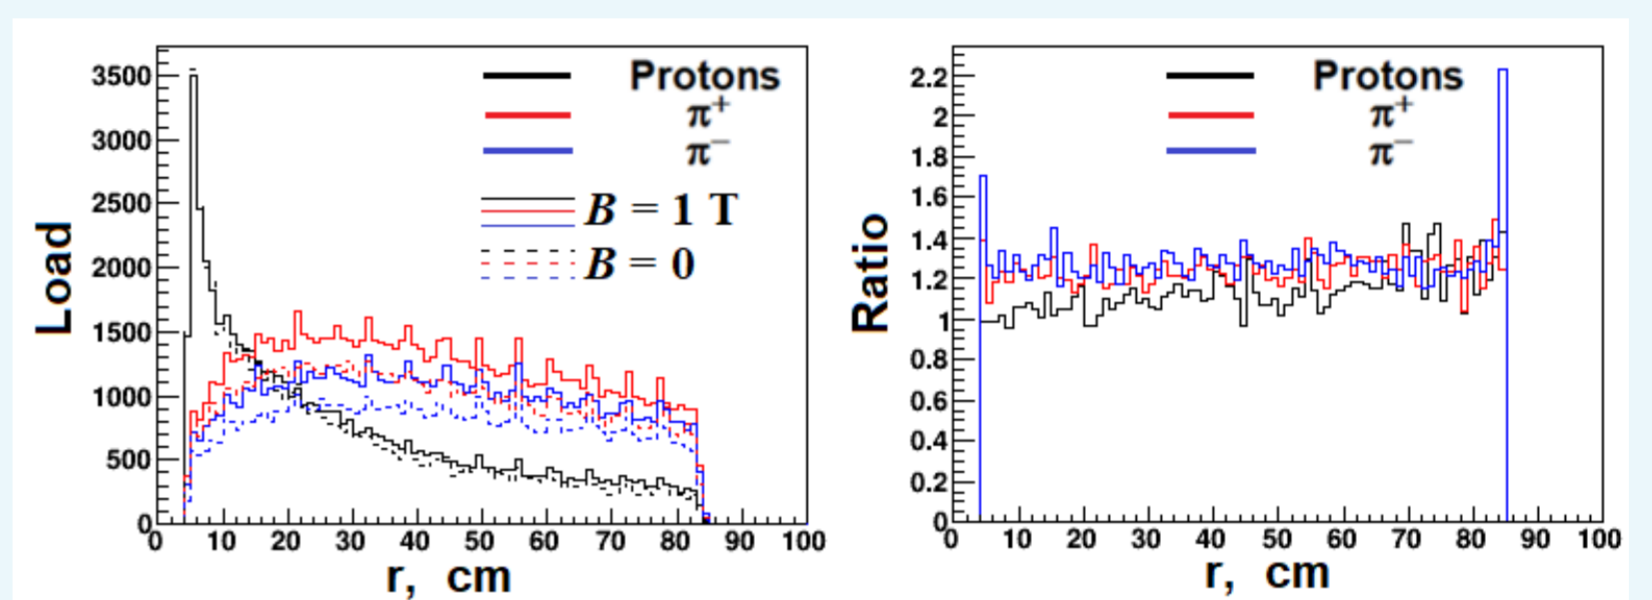 Load
3500
3000
2500
2000
1500
1000
500
0
Protons
π⁺
π⁻
B = 1 T
B = 0
0 10 20 30 40 50 60 70 80 90 100
r, cm
Ratio
2.2
2
1.8
1.6
1.4
1.2
1
0.8
0.6
0.4
0.2
0
Protons
π⁺
π⁻
0 10 20 30 40 50 60 70 80 90 100
r, cm